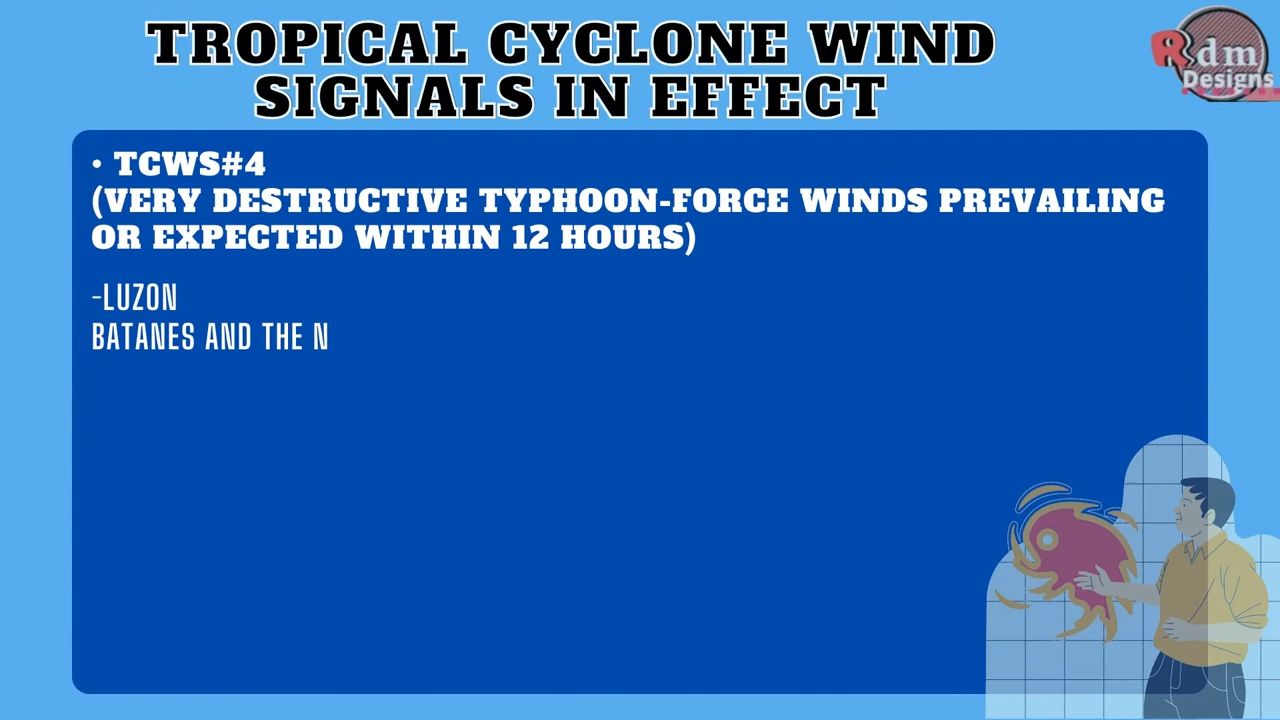 TROPICAL CYCLONE WIND
SIGNALS IN EFFECT
Rdm
Designs
• TCWS#4
(VERY DESTRUCTIVE TYPHOON-FORCE WINDS PREVAILING
OR EXPECTED WITHIN 12 HOURS)
-LUZON
BATANES AND THE N